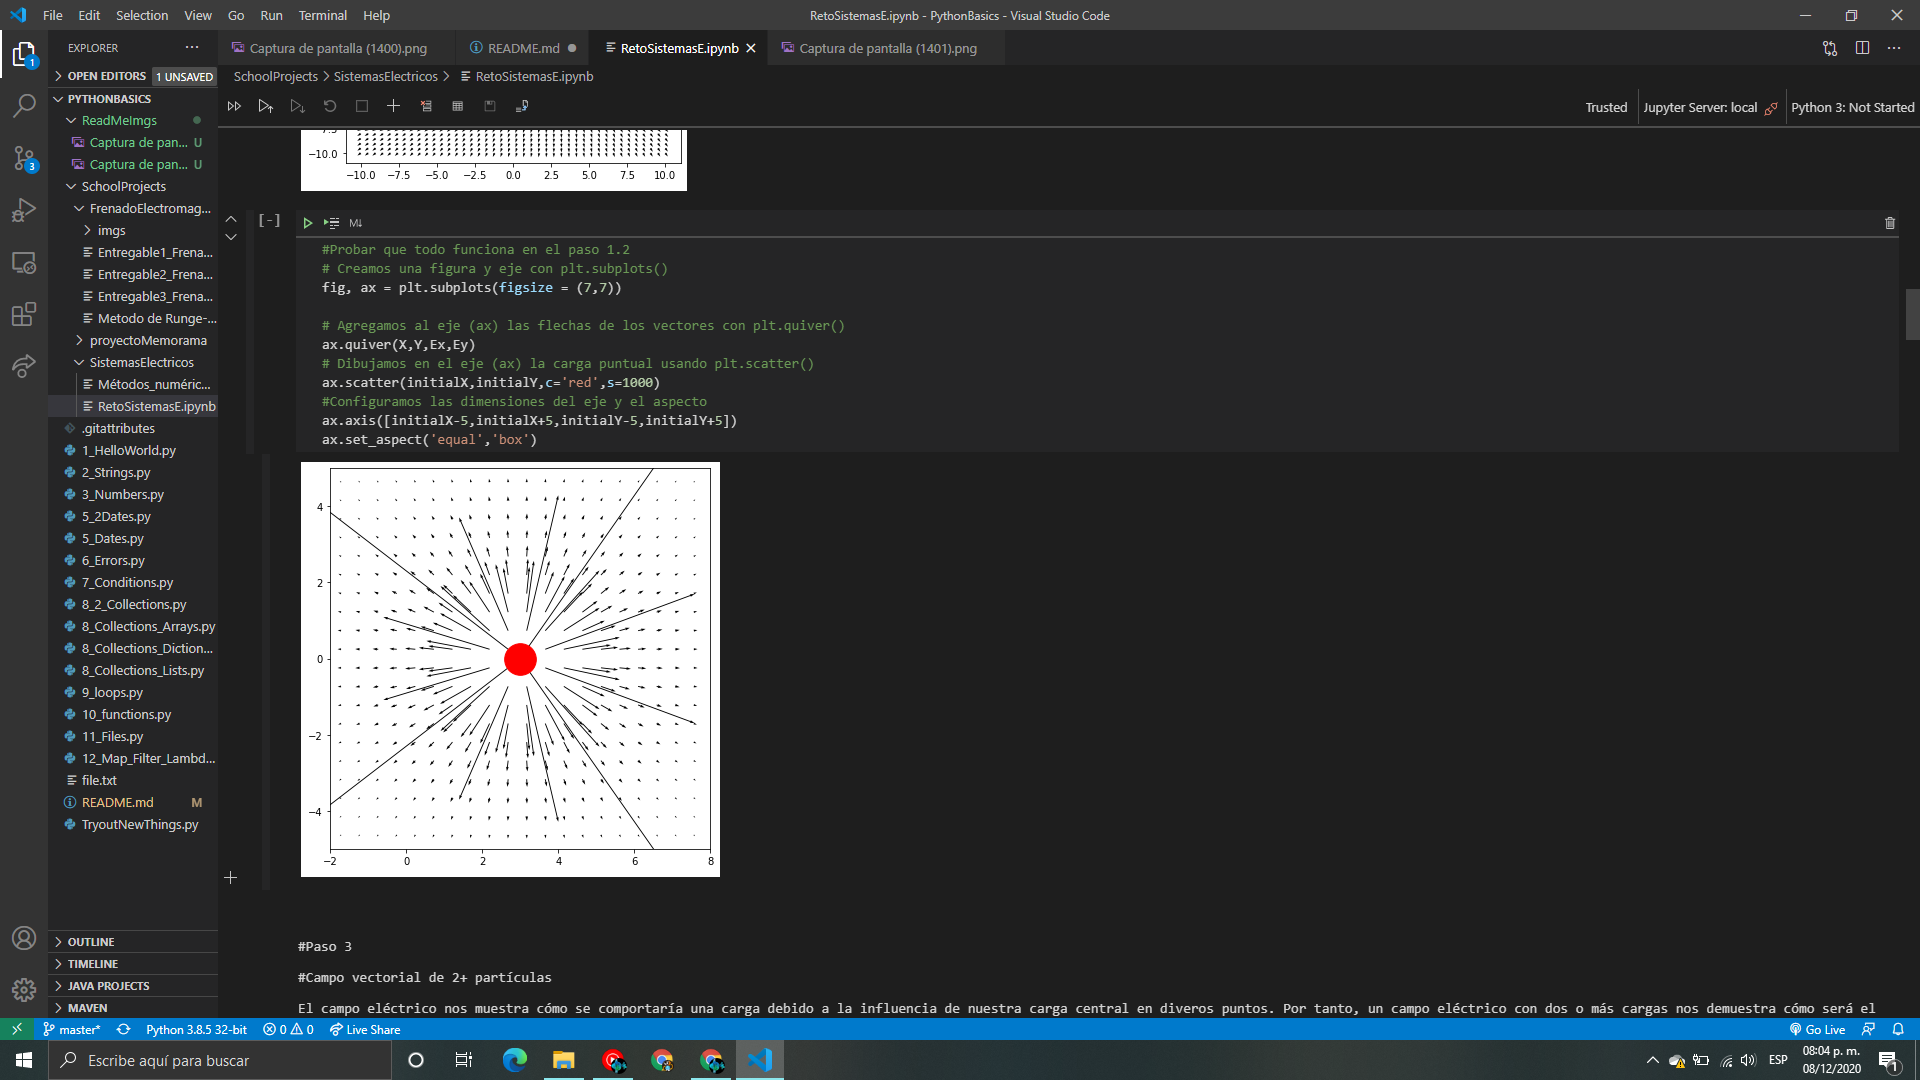 File Edit Selection View Go Run Terminal Help
RetoSistemasE.ipynb - PythonBasics - Visual Studio Code
EXPLORER
Captura de pantalla (1400).png
README.md
RetoSistemasE.ipynb
Captura de pantalla (1401).png
OPEN EDITORS 1 UNSAVED
SchoolProjects > SistemasElectricos > RetoSistemasE.ipynb
PYTHONBASICS
ReadMeImgs
Captura de pan... U
Captura de pan... U
SchoolProjects
FrenadoElectromag...
imgs
Entregable1_Frena...
Entregable2_Frena...
Entregable3_Frena...
Metodo de Runge-...
proyectoMemorama
SistemasElectricos
Métodos_numéric...
RetoSistemasE.ipynb
.gitattributes
1_HelloWorld.py
2_Strings.py
3_Numbers.py
5_2Dates.py
5_Dates.py
6_Errors.py
7_Conditions.py
8_2_Collections.py
8_Collections_Arrays.py
8_Collections_Diction...
8_Collections_Lists.py
9_loops.py
10_functions.py
11_Files.py
12_Map_Filter_Lambd...
file.txt
README.md M
TryoutNewThings.py
OUTLINE
TIMELINE
JAVA PROJECTS
MAVEN
Trusted
Jupyter Server: local
Python 3: Not Started
−7.5
−10.0
−10.0 −7.5 −5.0 −2.5 0.0 2.5 5.0 7.5 10.0
[-]
M↓
#Probar que todo funciona en el paso 1.2
# Creamos una figura y eje con plt.subplots()
fig, ax = plt.subplots(figsize = (7,7))
# Agregamos al eje (ax) las flechas de los vectores con plt.quiver()
ax.quiver(X,Y,Ex,Ey)
# Dibujamos en el eje (ax) la carga puntual usando plt.scatter()
ax.scatter(initialX,initialY,c='red',s=1000)
#Configuramos las dimensiones del eje y el aspecto
ax.axis([initialX-5,initialX+5,initialY-5,initialY+5])
ax.set_aspect('equal','box')
4
2
0
−2
−4
−2 0 2 4 6 8
#Paso 3
#Campo vectorial de 2+ partículas
El campo eléctrico nos muestra cómo se comportaría una carga debido a la influencia de nuestra carga central en diveros puntos. Por tanto, un campo eléctrico con dos o más cargas nos demuestra cómo será el
master* Python 3.8.5 32-bit 0 0 Live Share
Go Live
Escribe aquí para buscar
ESP
08:04 p. m.
08/12/2020
1
1
3